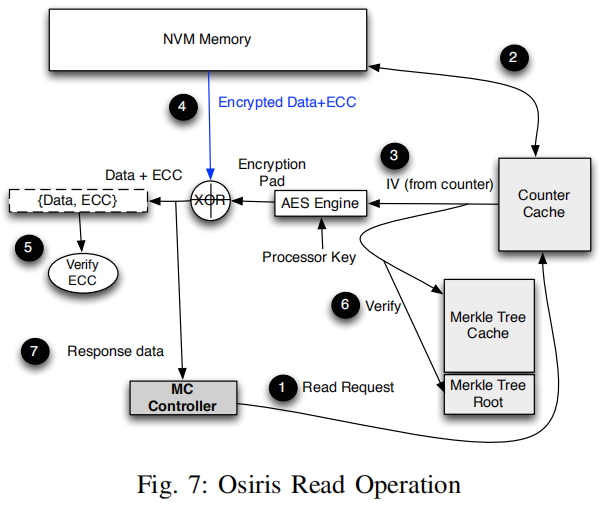 NVM Memory
2
4
Encrypted Data+ECC
3
Data + ECC
Encryption
Pad
IV (from counter)
{Data, ECC}
XOR
AES Engine
Counter
Cache
5
Verify
ECC
Processor Key
6
Verify
Merkle Tree
Cache
7
Response data
MC
Controller
1
Read Request
Merkle Tree
Root
Fig. 7: Osiris Read Operation